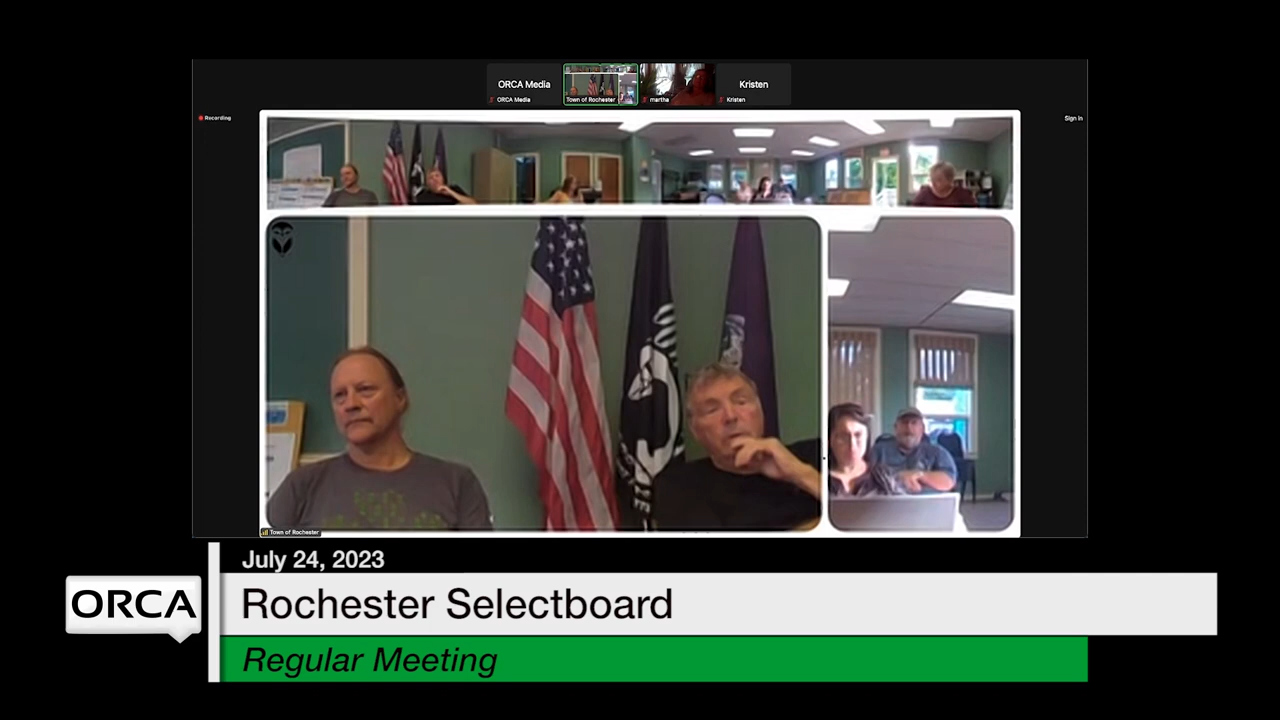 ORCA Media
Kristen
ORCA Media
Town of Rochester
martha
Kristen
Recording
Sign in
Town of Rochester
July 24, 2023
ORCA
Rochester Selectboard
Regular Meeting